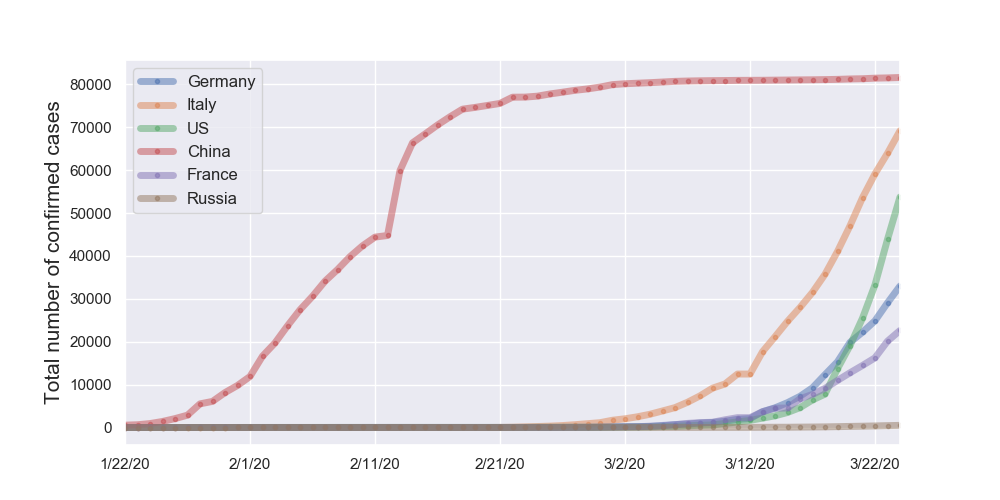 Total number of confirmed cases
80000
70000
60000
50000
40000
30000
20000
10000
0
Germany
Italy
US
China
France
Russia
1/22/20
2/1/20
2/11/20
2/21/20
3/2/20
3/12/20
3/22/20